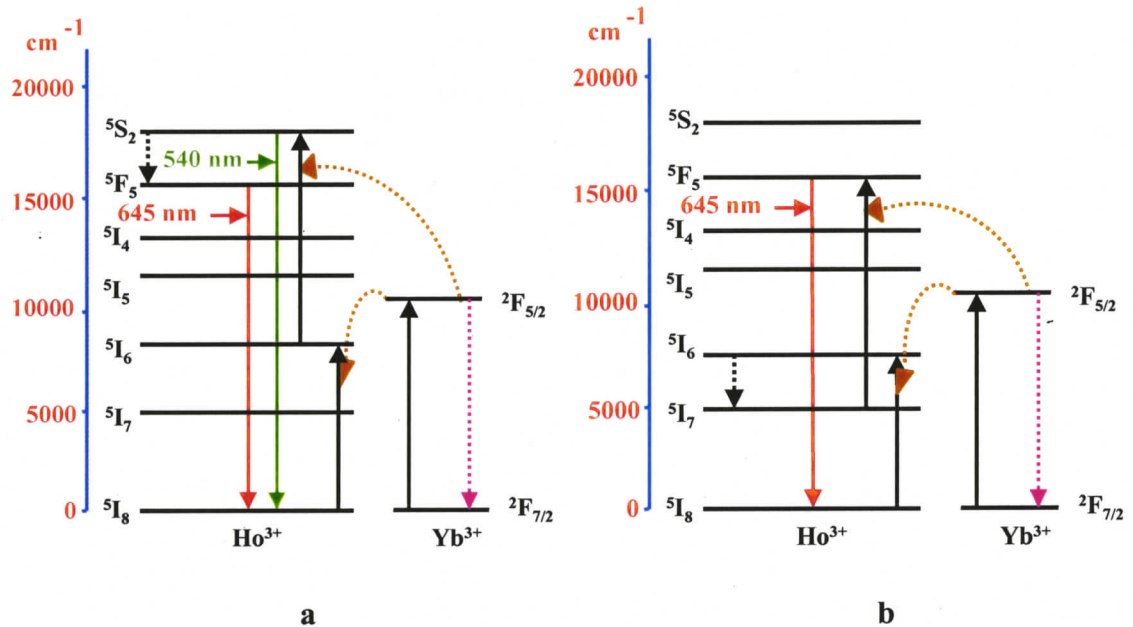 cm⁻¹
20000
15000
10000
5000
0
⁵S₂
⁵F₅
⁵I₄
⁵I₅
⁵I₆
⁵I₇
⁵I₈
540 nm
645 nm
²F₅/₂
²F₇/₂
Ho³⁺
Yb³⁺
a
cm⁻¹
20000
15000
10000
5000
0
⁵S₂
⁵F₅
⁵I₄
⁵I₅
⁵I₆
⁵I₇
⁵I₈
645 nm
²F₅/₂
²F₇/₂
Ho³⁺
Yb³⁺
b